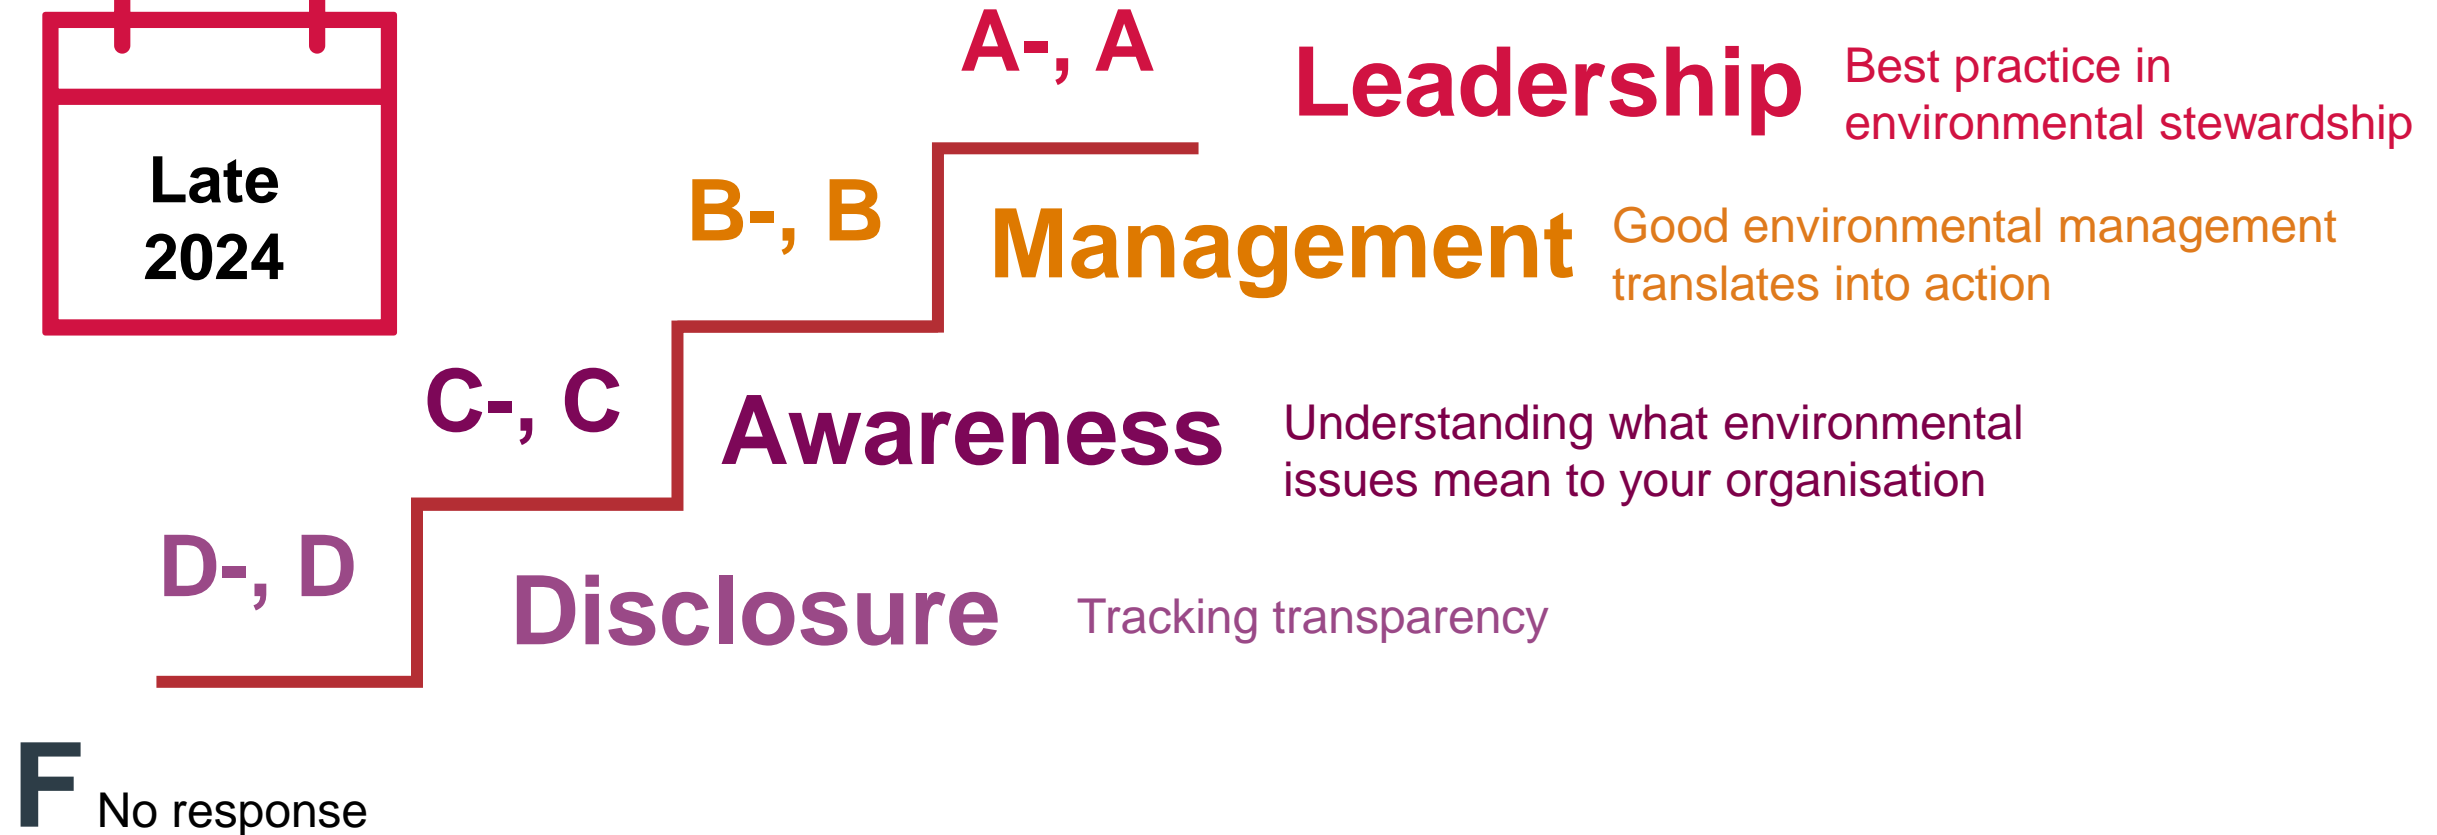 A-, A
Leadership
Best practice in
environmental stewardship
Late
2024
B-, B
Management
Good environmental management
translates into action
C-, C
Awareness
Understanding what environmental
issues mean to your organisation
D-, D
Disclosure
Tracking transparency
F No response